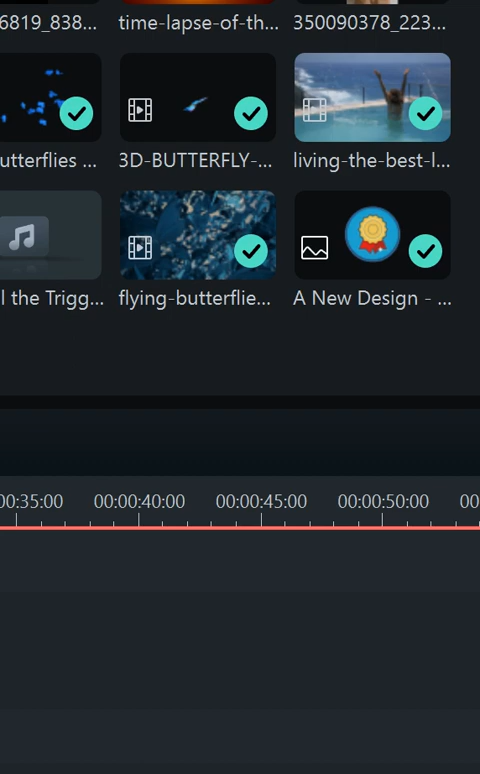 6819_838...
time-lapse-of-th...
350090378_223...
utterflies ...
3D-BUTTERFLY-...
living-the-best-l...
l the Trigg...
flying-butterflie...
A New Design - ...
00:35:00
00:00:40:00
00:00:45:00
00:00:50:00
00